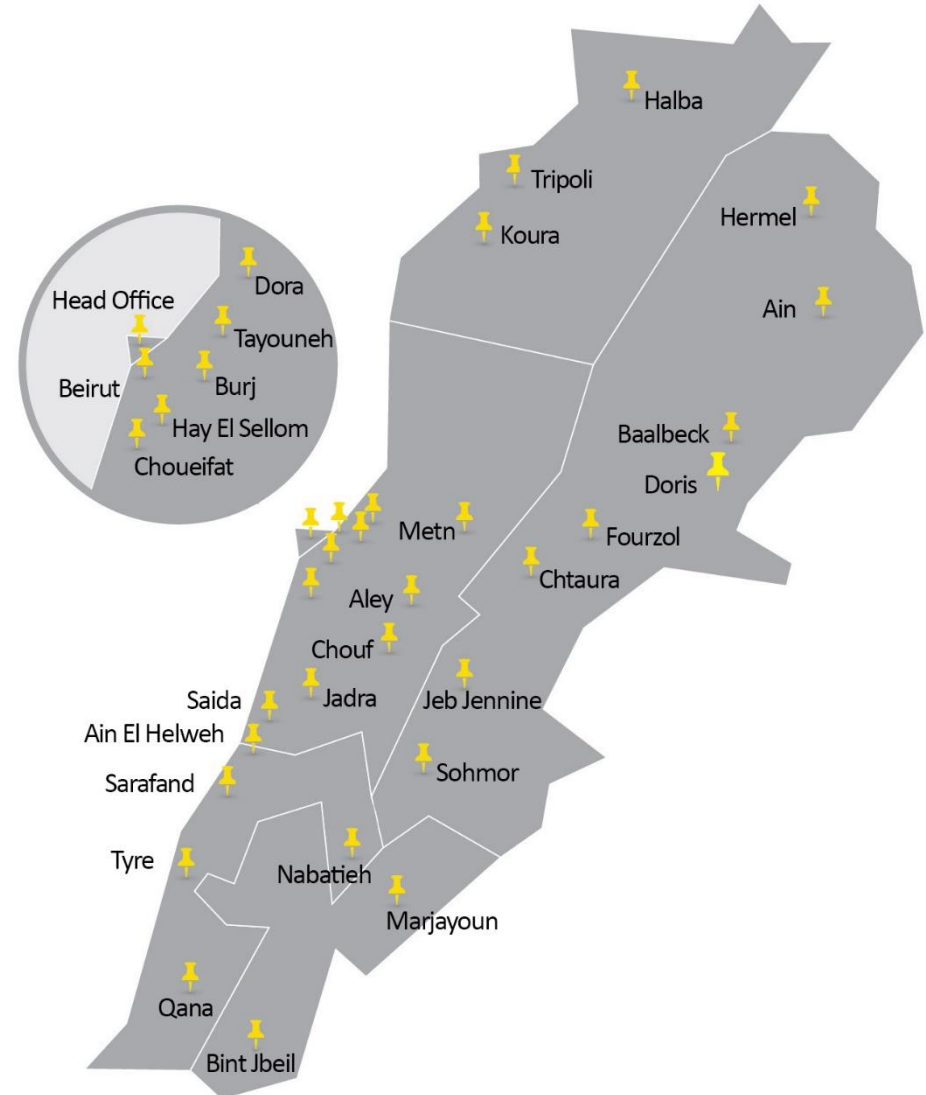 Halba
Tripoli
Hermel
Koura
Dora
Head Office
Ain
Tayouneh
Beirut
Burj
Hay El Sellom
Baalbeck
Choueifat
Doris
Metn
Fourzol
Chtaura
Aley
Chouf
Saida
Jadra
Jeb Jennine
Ain El Helweh
Sohmor
Sarafand
Tyre
Nabatieh
Marjayoun
Qana
Bint Jbeil